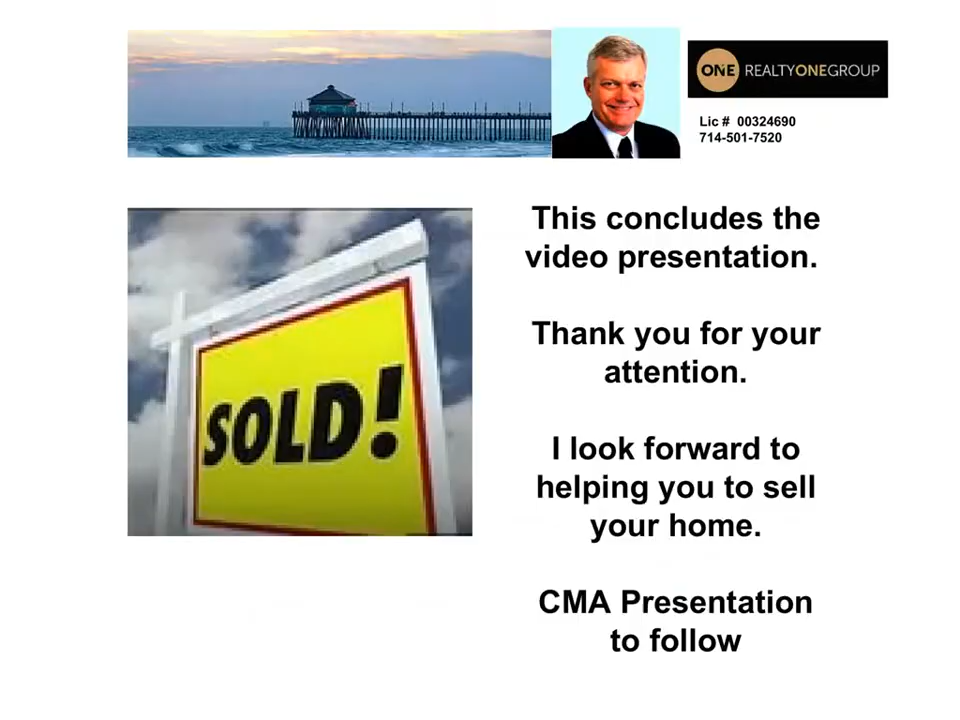 ONE REALTYONEGROUP
Lic # 00324690
714-501-7520
This concludes the
video presentation.
Thank you for your
attention.
I look forward to
helping you to sell
your home.
CMA Presentation
to follow
SOLD!